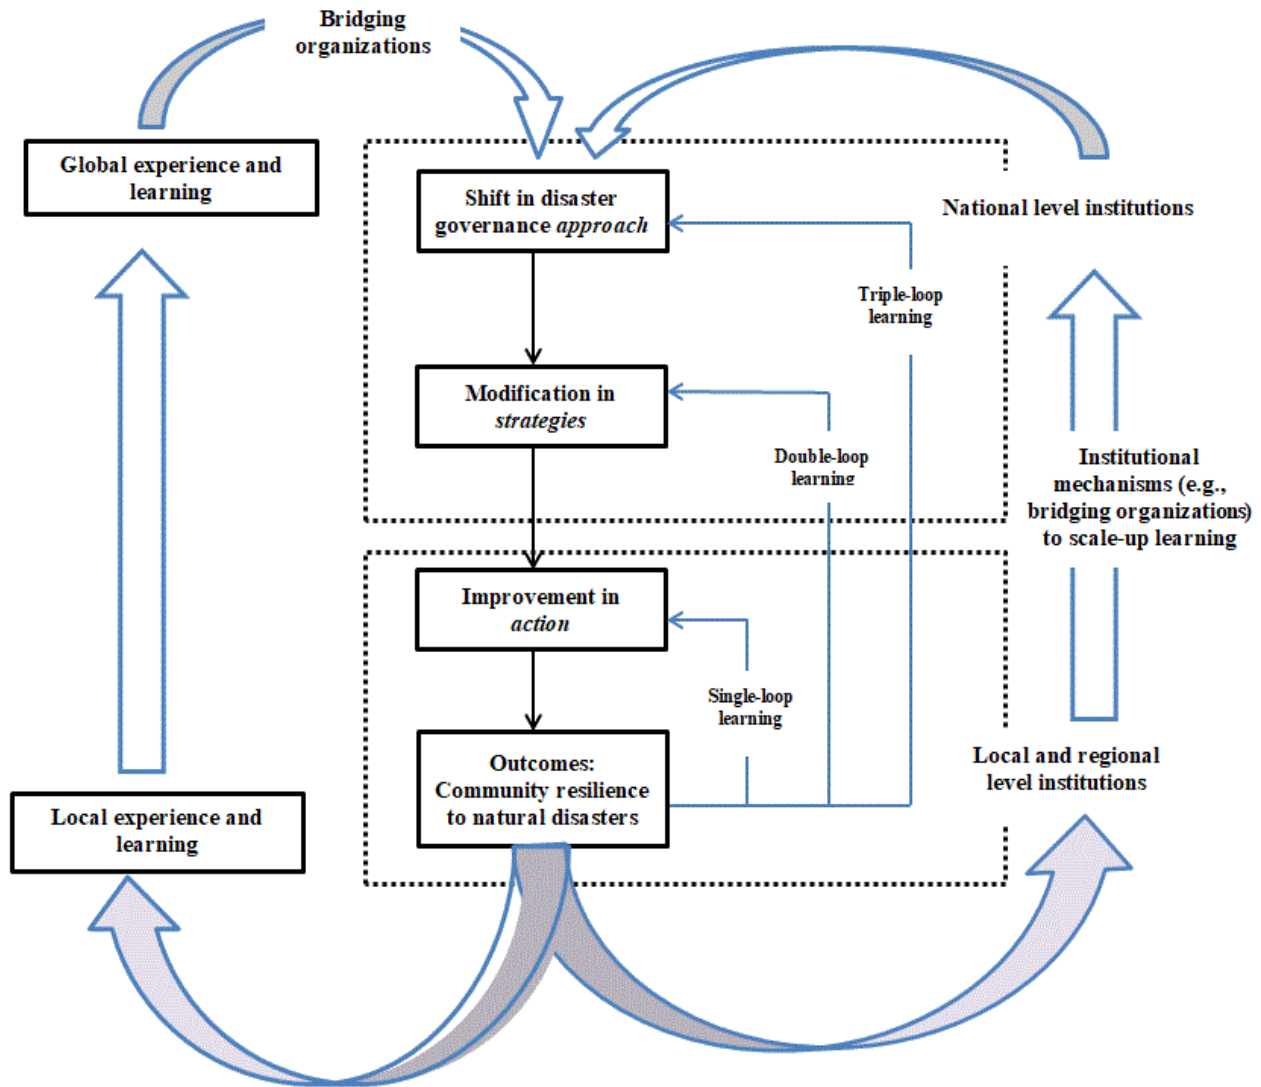 Bridging
organizations
Global experience and
learning
Shift in disaster
governance approach
National level institutions
Triple-loop
learning
Modification in
strategies
Double-loop
learning
Institutional
mechanisms (e.g.,
bridging organizations)
to scale-up learning
Improvement in
action
Single-loop
learning
Outcomes:
Community resilience
to natural disasters
Local and regional
level institutions
Local experience and
learning